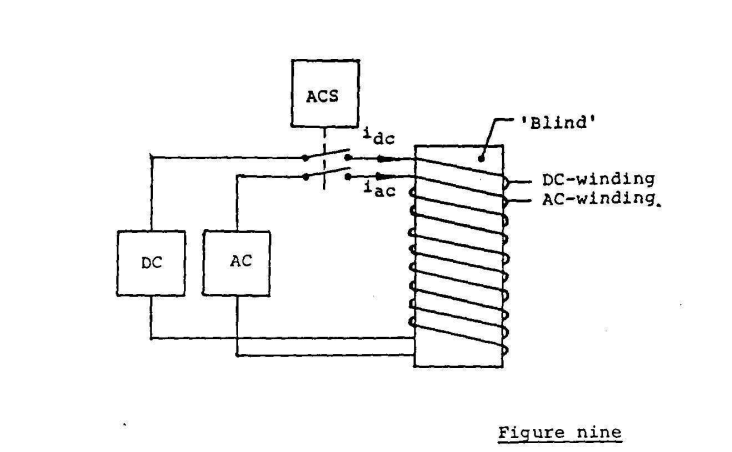 ACS
idc
'Blind'
iac
DC-winding
AC-winding.
DC
AC
Figure nine